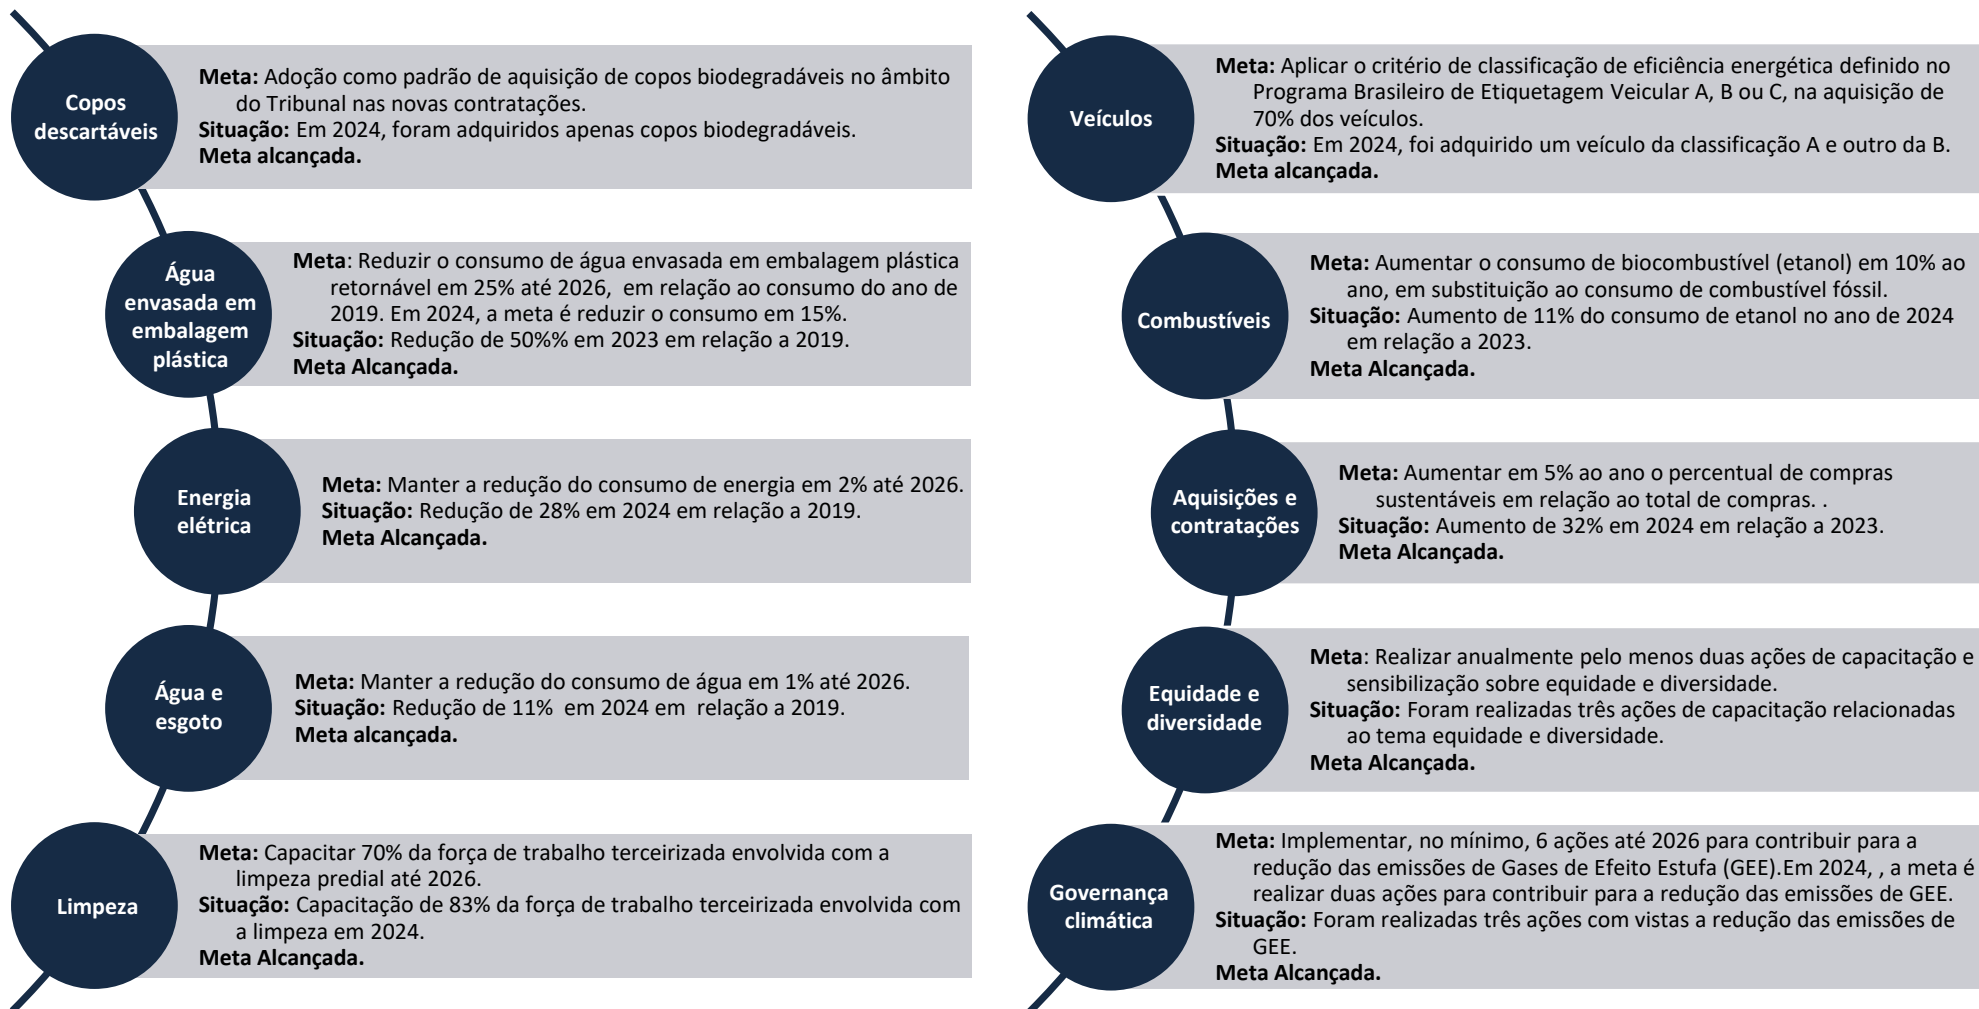 Copos
descartáveis
Meta: Adoção como padrão de aquisição de copos biodegradáveis no âmbito
do Tribunal nas novas contratações.
Situação: Em 2024, foram adquiridos apenas copos biodegradáveis.
Meta alcançada.
Água
envasada em
embalagem
plástica
Meta: Reduzir o consumo de água envasada em embalagem plástica
retornável em 25% até 2026, em relação ao consumo do ano de
2019. Em 2024, a meta é reduzir o consumo em 15%.
Situação: Redução de 50%% em 2023 em relação a 2019.
Meta Alcançada.
Energia
elétrica
Meta: Manter a redução do consumo de energia em 2% até 2026.
Situação: Redução de 28% em 2024 em relação a 2019.
Meta Alcançada.
Água e
esgoto
Meta: Manter a redução do consumo de água em 1% até 2026.
Situação: Redução de 11% em 2024 em relação a 2019.
Meta alcançada.
Limpeza
Meta: Capacitar 70% da força de trabalho terceirizada envolvida com a
limpeza predial até 2026.
Situação: Capacitação de 83% da força de trabalho terceirizada envolvida com
a limpeza em 2024.
Meta Alcançada.
Veículos
Meta: Aplicar o critério de classificação de eficiência energética definido no
Programa Brasileiro de Etiquetagem Veicular A, B ou C, na aquisição de
70% dos veículos.
Situação: Em 2024, foi adquirido um veículo da classificação A e outro da B.
Meta alcançada.
Combustíveis
Meta: Aumentar o consumo de biocombustível (etanol) em 10% ao
ano, em substituição ao consumo de combustível fóssil.
Situação: Aumento de 11% do consumo de etanol no ano de 2024
em relação a 2023.
Meta Alcançada.
Aquisições e
contratações
Meta: Aumentar em 5% ao ano o percentual de compras
sustentáveis em relação ao total de compras. .
Situação: Aumento de 32% em 2024 em relação a 2023.
Meta Alcançada.
Equidade e
diversidade
Meta: Realizar anualmente pelo menos duas ações de capacitação e
sensibilização sobre equidade e diversidade.
Situação: Foram realizadas três ações de capacitação relacionadas
ao tema equidade e diversidade.
Meta Alcançada.
Governança
climática
Meta: Implementar, no mínimo, 6 ações até 2026 para contribuir para a
redução das emissões de Gases de Efeito Estufa (GEE).Em 2024, , a meta é
realizar duas ações para contribuir para a redução das emissões de GEE.
Situação: Foram realizadas três ações com vistas a redução das emissões de
GEE.
Meta Alcançada.